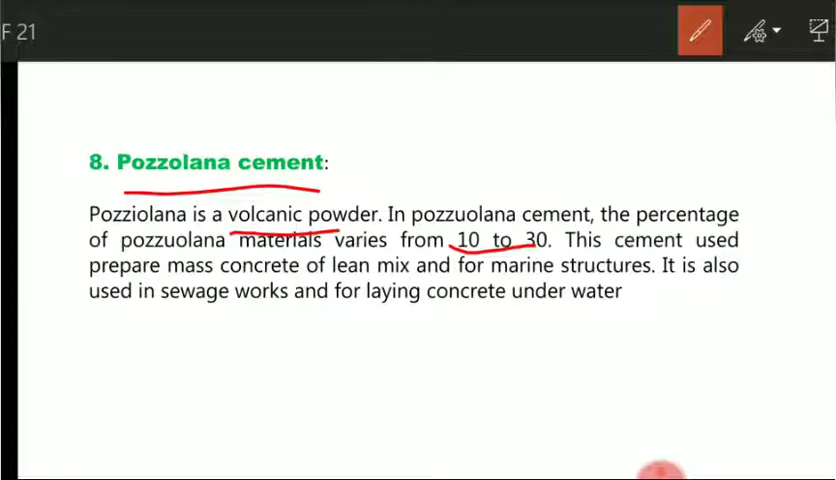 F 21
8. Pozzolana cement:
Pozziolana is a volcanic powder. In pozzuolana cement, the percentage
of pozzuolana materials varies from 10 to 30. This cement used
prepare mass concrete of lean mix and for marine structures. It is also
used in sewage works and for laying concrete under water